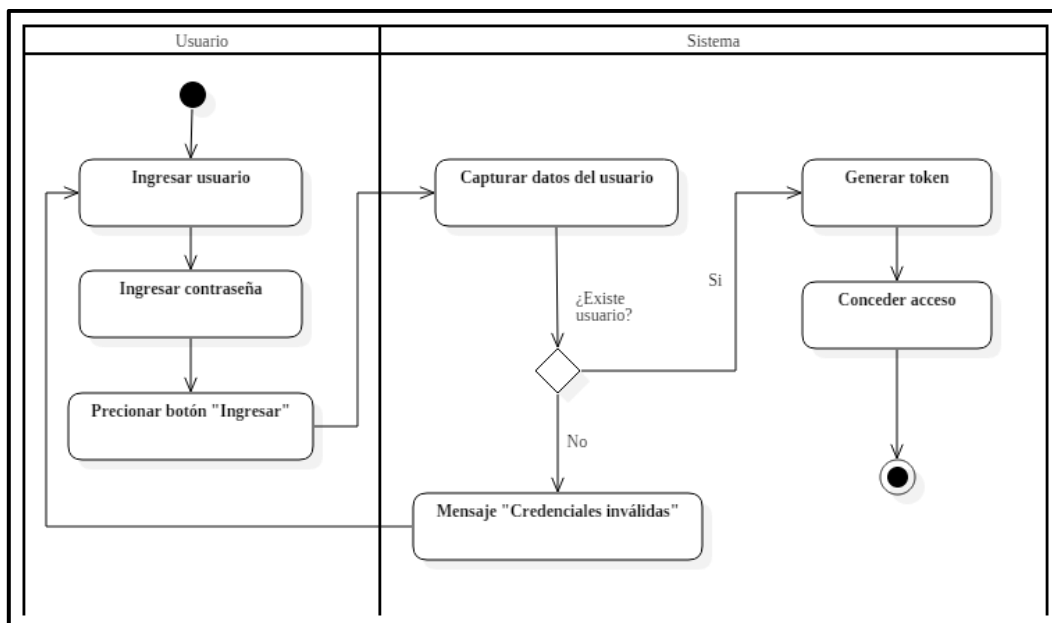 Usuario
Sistema
Ingresar usuario
Ingresar contraseña
Precionar botón "Ingresar"
Capturar datos del usuario
¿Existe
usuario?
Si
No
Mensaje "Credenciales inválidas"
Generar token
Conceder acceso